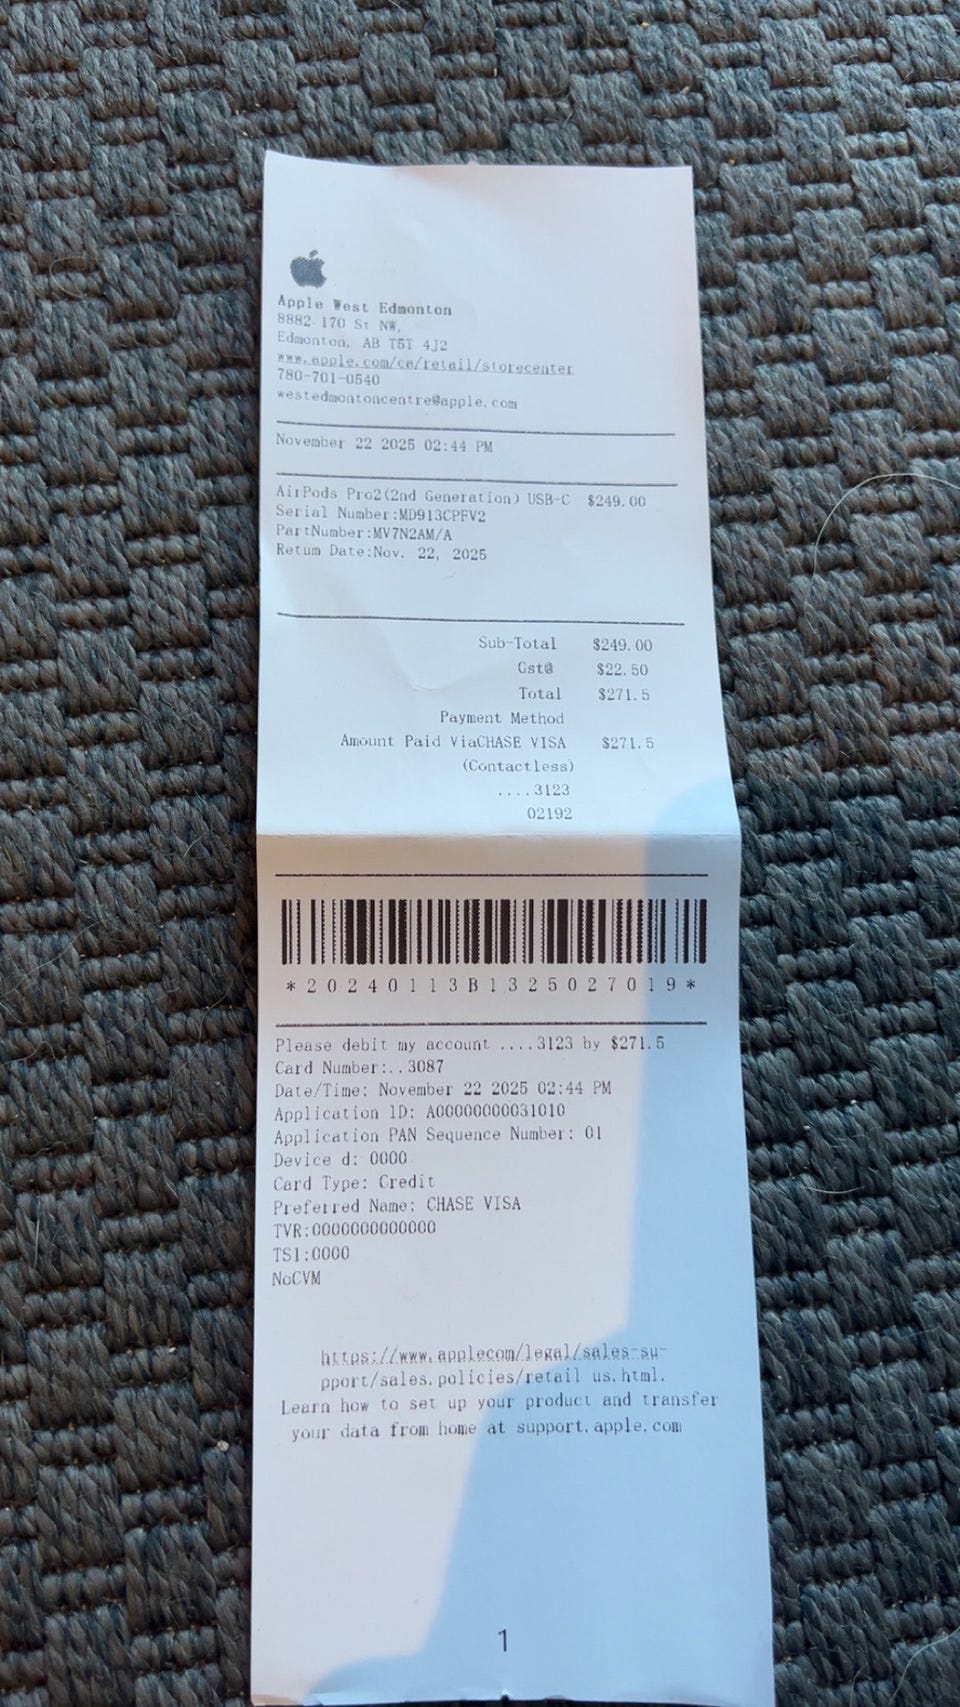 Apple West Edmonton
8882 170 St NW,
Edmonton, AB T5T 4J2
www.apple.com/ca/retail/storecenter
780-701-0540
westedmontoncentre@apple.com
November 22 2025 02:44 PM
AirPods Pro2(2nd Generation) USB-C $249.00
Serial Number:MD913CPFV2
PartNumber:MV7N2AM/A
Retum Date:Nov. 22, 2025
Sub-Total $249.00
Gst@ $22.50
Total $271.5
Payment Method
Amount Paid ViaCHASE VISA $271.5
(Contactless)
....3123
02192
*20240113B1325027019*
Please debit my account ....3123 by $271.5
Card Number:..3087
Date/Time: November 22 2025 02:44 PM
Application 1D: A00000000031010
Application PAN Sequence Number: 01
Device d: 0000
Card Type: Credit
Preferred Name: CHASE VISA
TVR:0000000000000
TS1:0000
NoCVM
https://www.applecom/legal/sales-su-
pport/sales.policies/retail us.html.
Learn how to set up your product and transfer
your data from home at support.apple.com
1